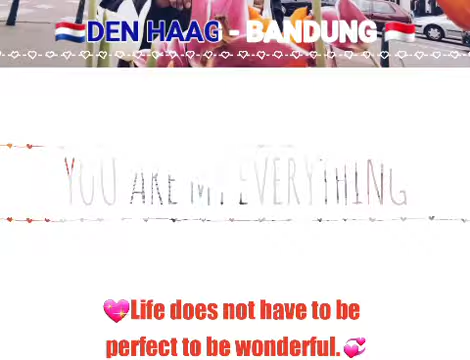 🇳🇱DEN HAAG - BANDUNG 🇮🇩
YOU ARE MY EVERYTHING
💖Life does not have to be
perfect to be wonderful.💞